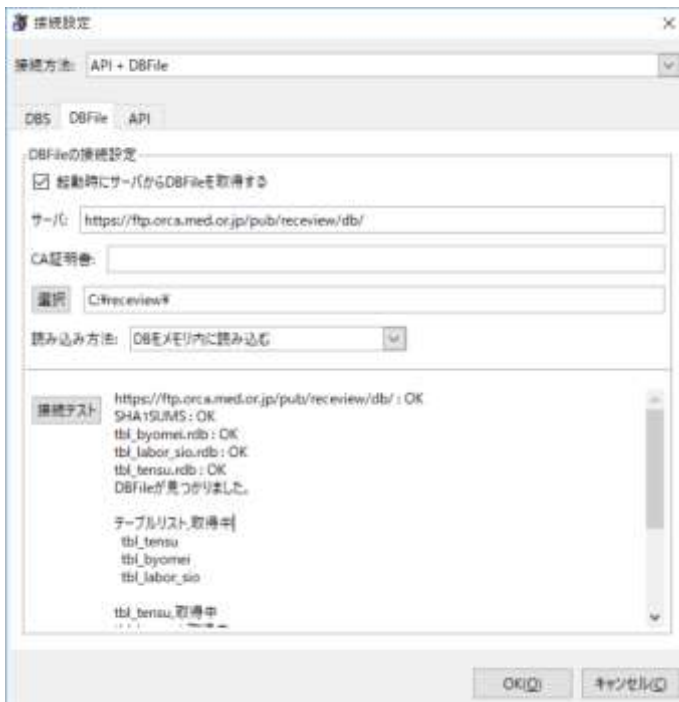 接続設定
接続方法: API + DBFile
DBS DBFile API
DBFileの接続設定
起動時にサーバからDBFileを取得する
サーバ: https://ftp.orca.med.or.jp/pub/receview/db/
CA証明書:
選択 C:¥receview¥
読み込み方法: DBをメモリ内に読み込む
接続テスト
https://ftp.orca.med.or.jp/pub/receview/db/ : OK
SHA1SUMS : OK
tbl_byomei.rdb : OK
tbl_labor_sio.rdb : OK
tbl_tensu.rdb : OK
DBFileが見つかりました。
テーブルリスト,取得中
tbl_tensu
tbl_byomei
tbl_labor_sio
tbl_tensu,取得中
OK(O) キャンセル(C)